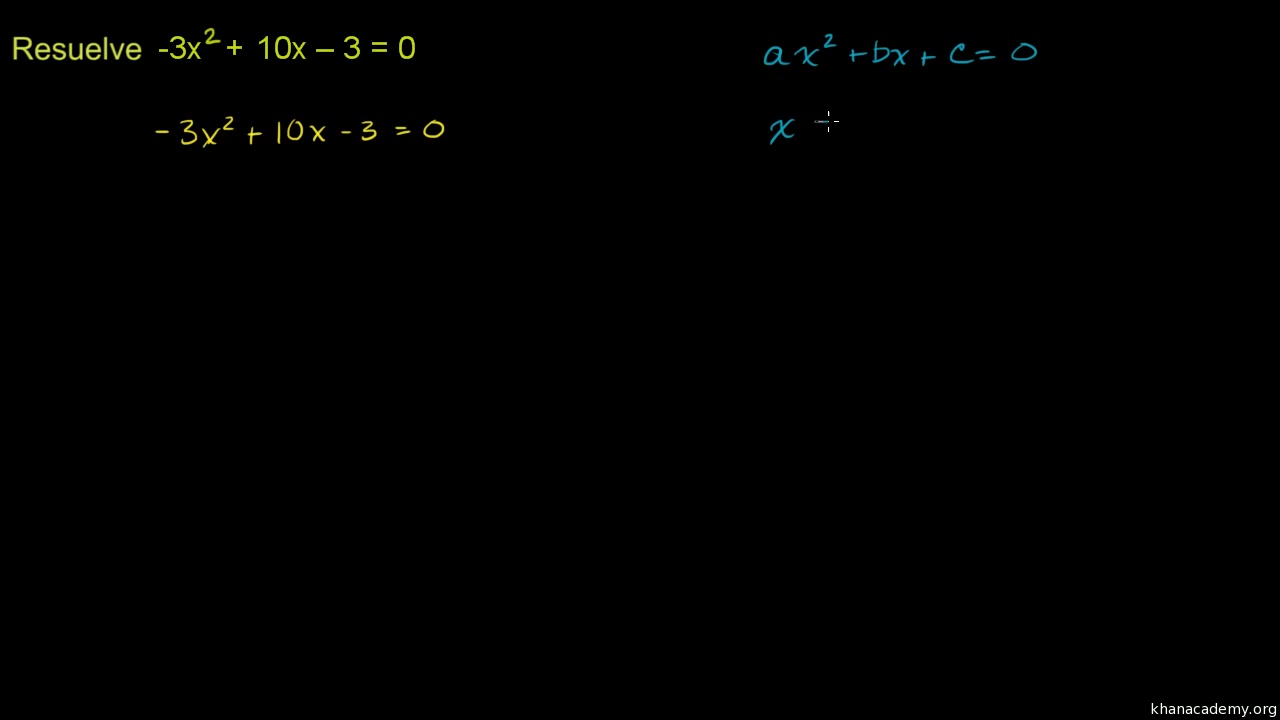 Resuelve -3x² + 10x – 3 = 0
ax² + bx + c = 0
-3x² + 10x - 3 = 0
x
khanacademy.org